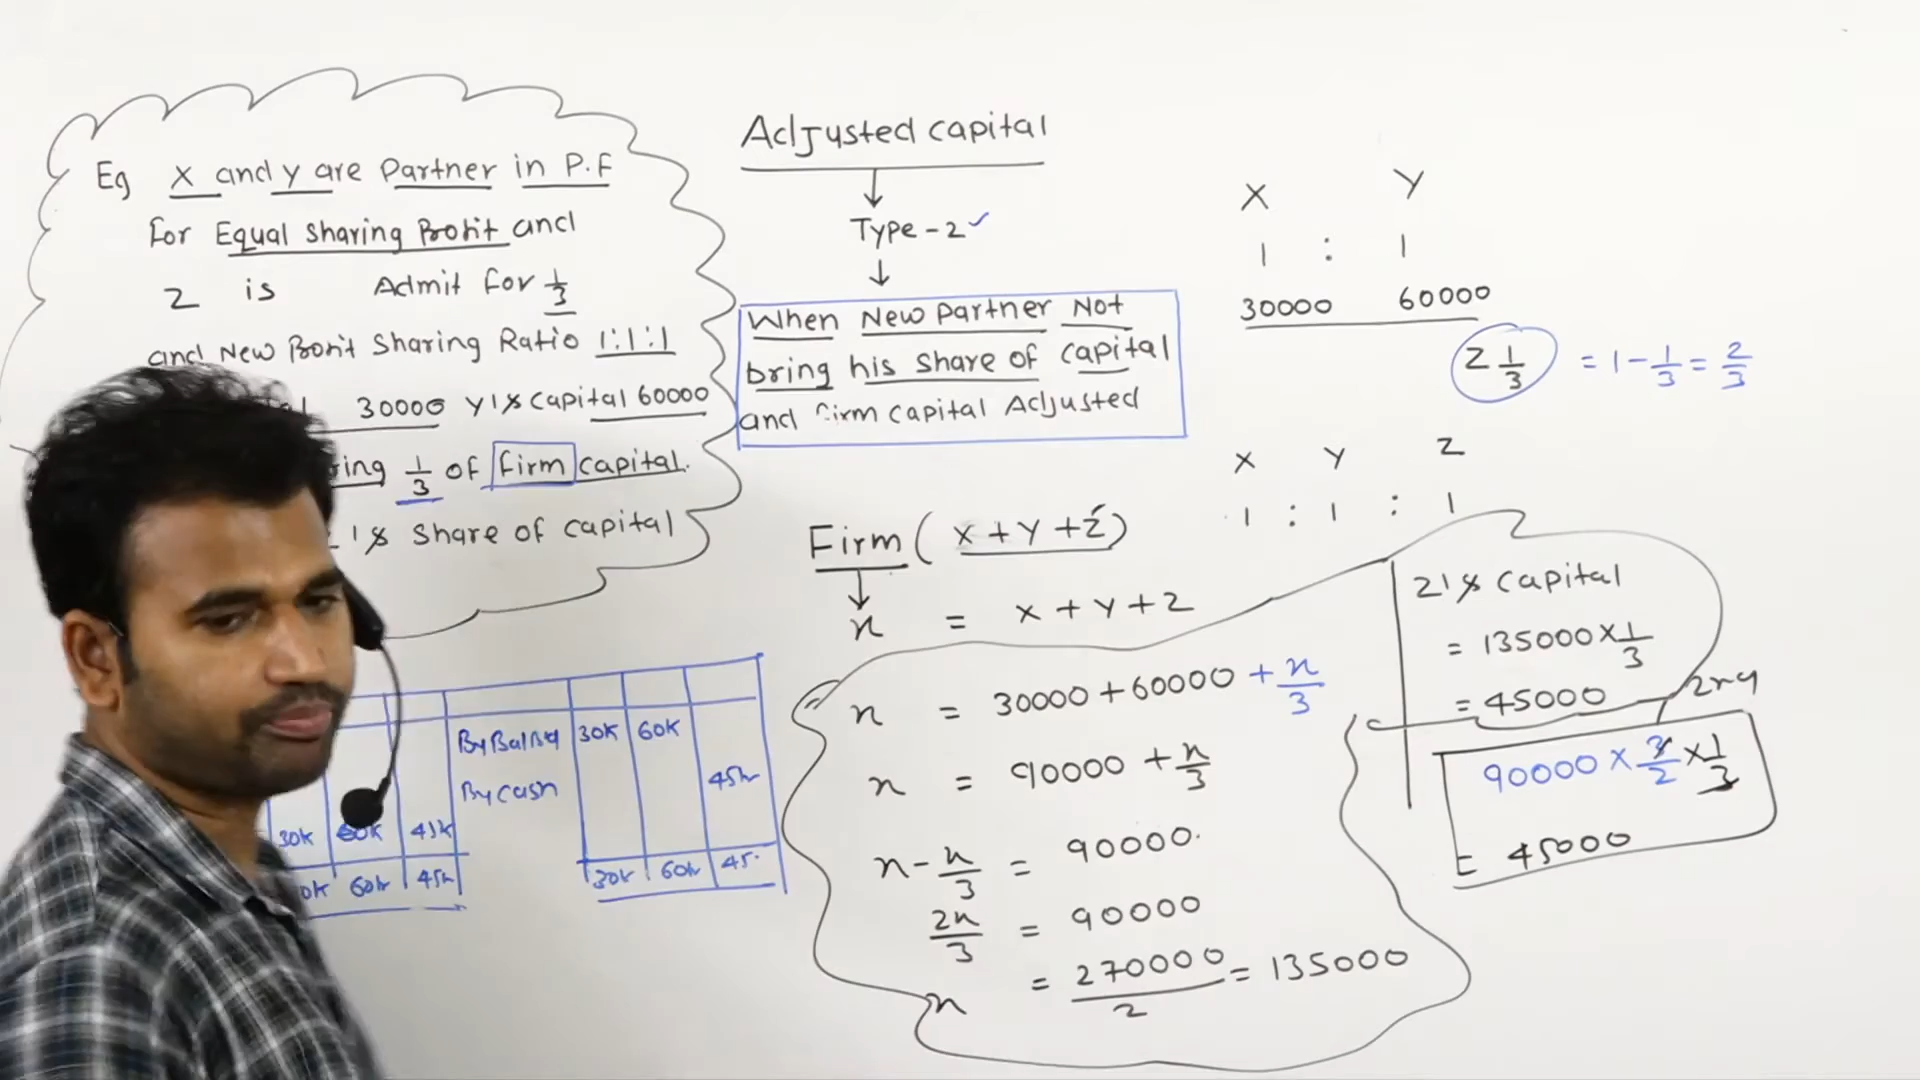 Eg X and y are Partner in P.F
for Equal sharing Profit and
Z is Admit for 1/3
and New Profit Sharing Ratio 1:1:1
30000 Y's capital 60000
ring 1/3 of firm capital.
Z's Share of capital
Adjusted capital
Type-2 ✓
When New Partner Not
bring his share of capital
and firm capital Adjusted
X Y
1 : 1
30000 60000
Z 1/3 = 1-1/3 = 2/3
X Y Z
1 : 1 : 1
Firm (X+Y+Z)
x = X+Y+Z
x = 30000+60000+x/3
x = 90000+x/3
x-x/3 = 90000
2x/3 = 90000
x = 270000/2 = 135000
Z's capital
= 135000×1/3
= 45000
90000×3/2×1/3
= 45000
By Bal B/d 30K 60K
By cash 45K
30K 60K 45K
0K 60K 45K
30K 60K 45